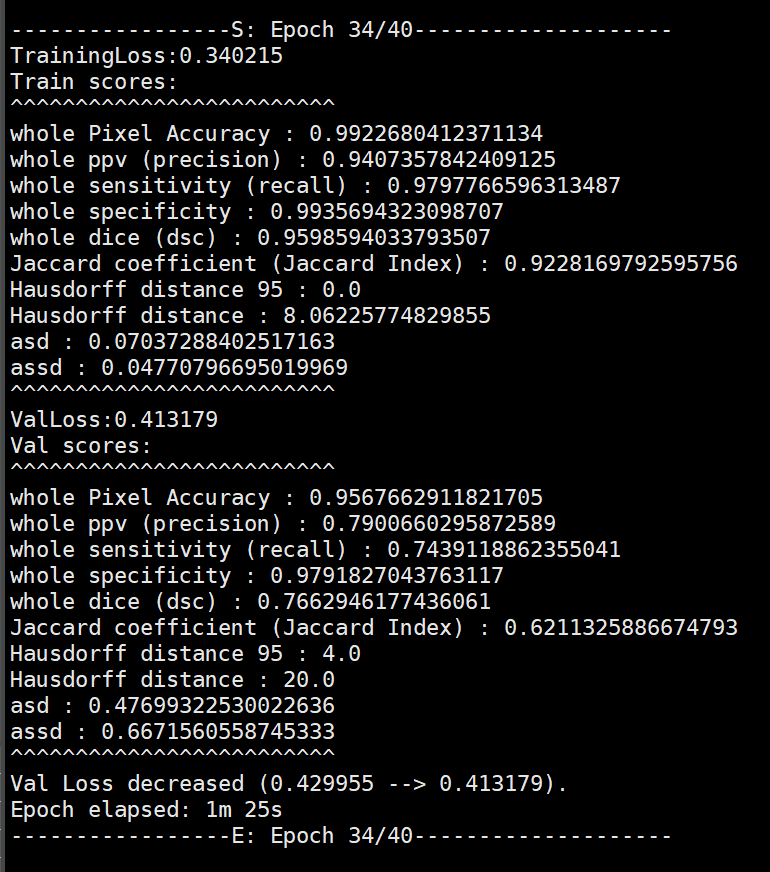 -----------------S: Epoch 34/40--------------------
TrainingLoss:0.340215
Train scores:
^^^^^^^^^^^^^^^^^^^^^^^^^
whole Pixel Accuracy : 0.9922680412371134
whole ppv (precision) : 0.9407357842409125
whole sensitivity (recall) : 0.9797766596313487
whole specificity : 0.9935694323098707
whole dice (dsc) : 0.9598594033793507
Jaccard coefficient (Jaccard Index) : 0.9228169792595756
Hausdorff distance 95 : 0.0
Hausdorff distance : 8.06225774829855
asd : 0.07037288402517163
assd : 0.04770796695019969
^^^^^^^^^^^^^^^^^^^^^^^^^
ValLoss:0.413179
Val scores:
^^^^^^^^^^^^^^^^^^^^^^^^^
whole Pixel Accuracy : 0.9567662911821705
whole ppv (precision) : 0.7900660295872589
whole sensitivity (recall) : 0.7439118862355041
whole specificity : 0.9791827043763117
whole dice (dsc) : 0.7662946177436061
Jaccard coefficient (Jaccard Index) : 0.6211325886674793
Hausdorff distance 95 : 4.0
Hausdorff distance : 20.0
asd : 0.47699322530022636
assd : 0.6671560558745333
^^^^^^^^^^^^^^^^^^^^^^^^^
Val Loss decreased (0.429955 --> 0.413179).
Epoch elapsed: 1m 25s
-----------------E: Epoch 34/40--------------------